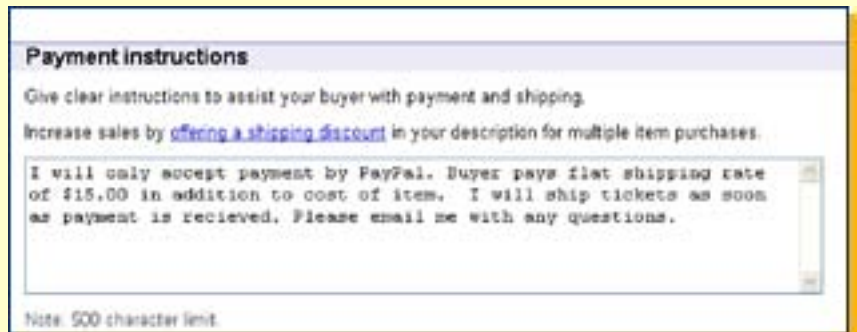 Payment instructions
Give clear instructions to assist your buyer with payment and shipping.
Increase sales by offering a shipping discount in your description for multiple item purchases.
I will only accept payment by PayPal. Buyer pays flat shipping rate
of $15.00 in addition to cost of item.  I will ship tickets as soon
as payment is recieved. Please email me with any questions.
Note: 500 character limit.